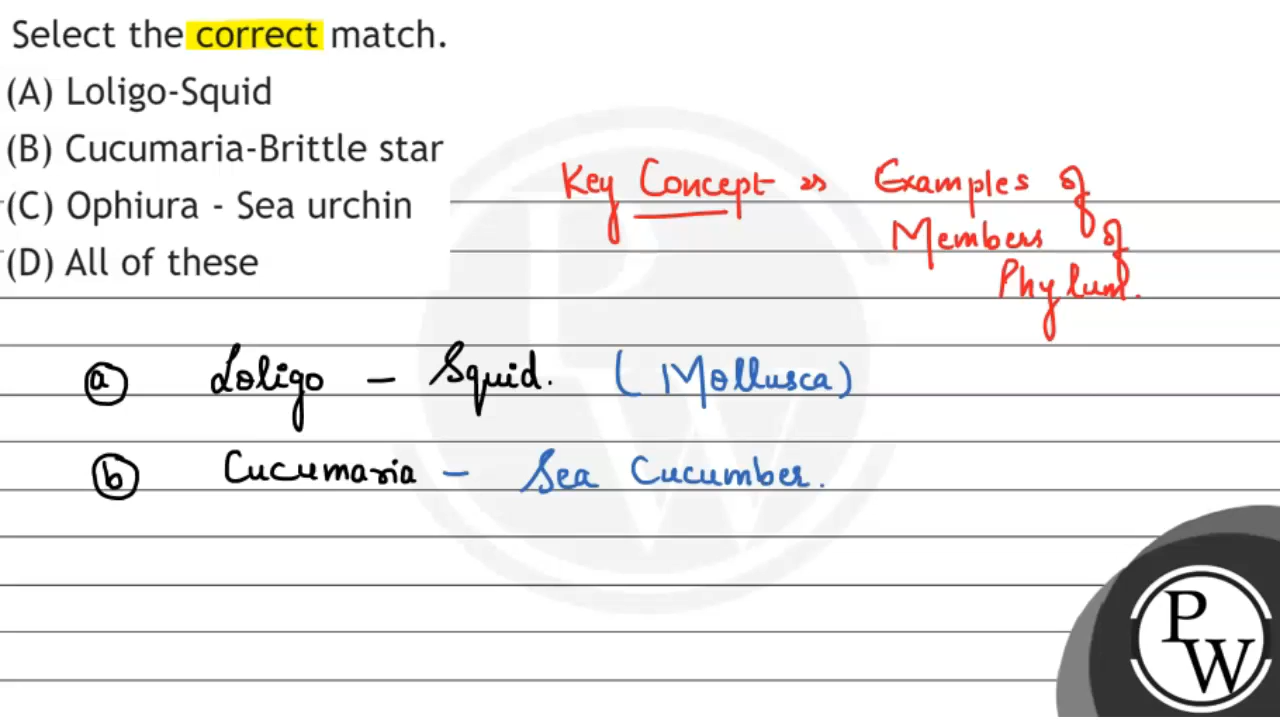 Select the correct match.
(A) Loligo-Squid
(B) Cucumaria-Brittle star
(C) Ophiura - Sea urchin
(D) All of these
Key Concept »
Examples of
Members of
Phylum.
(a) Loligo - Squid. (Mollusca)
(b) Cucumaria - Sea Cucumber.
PW